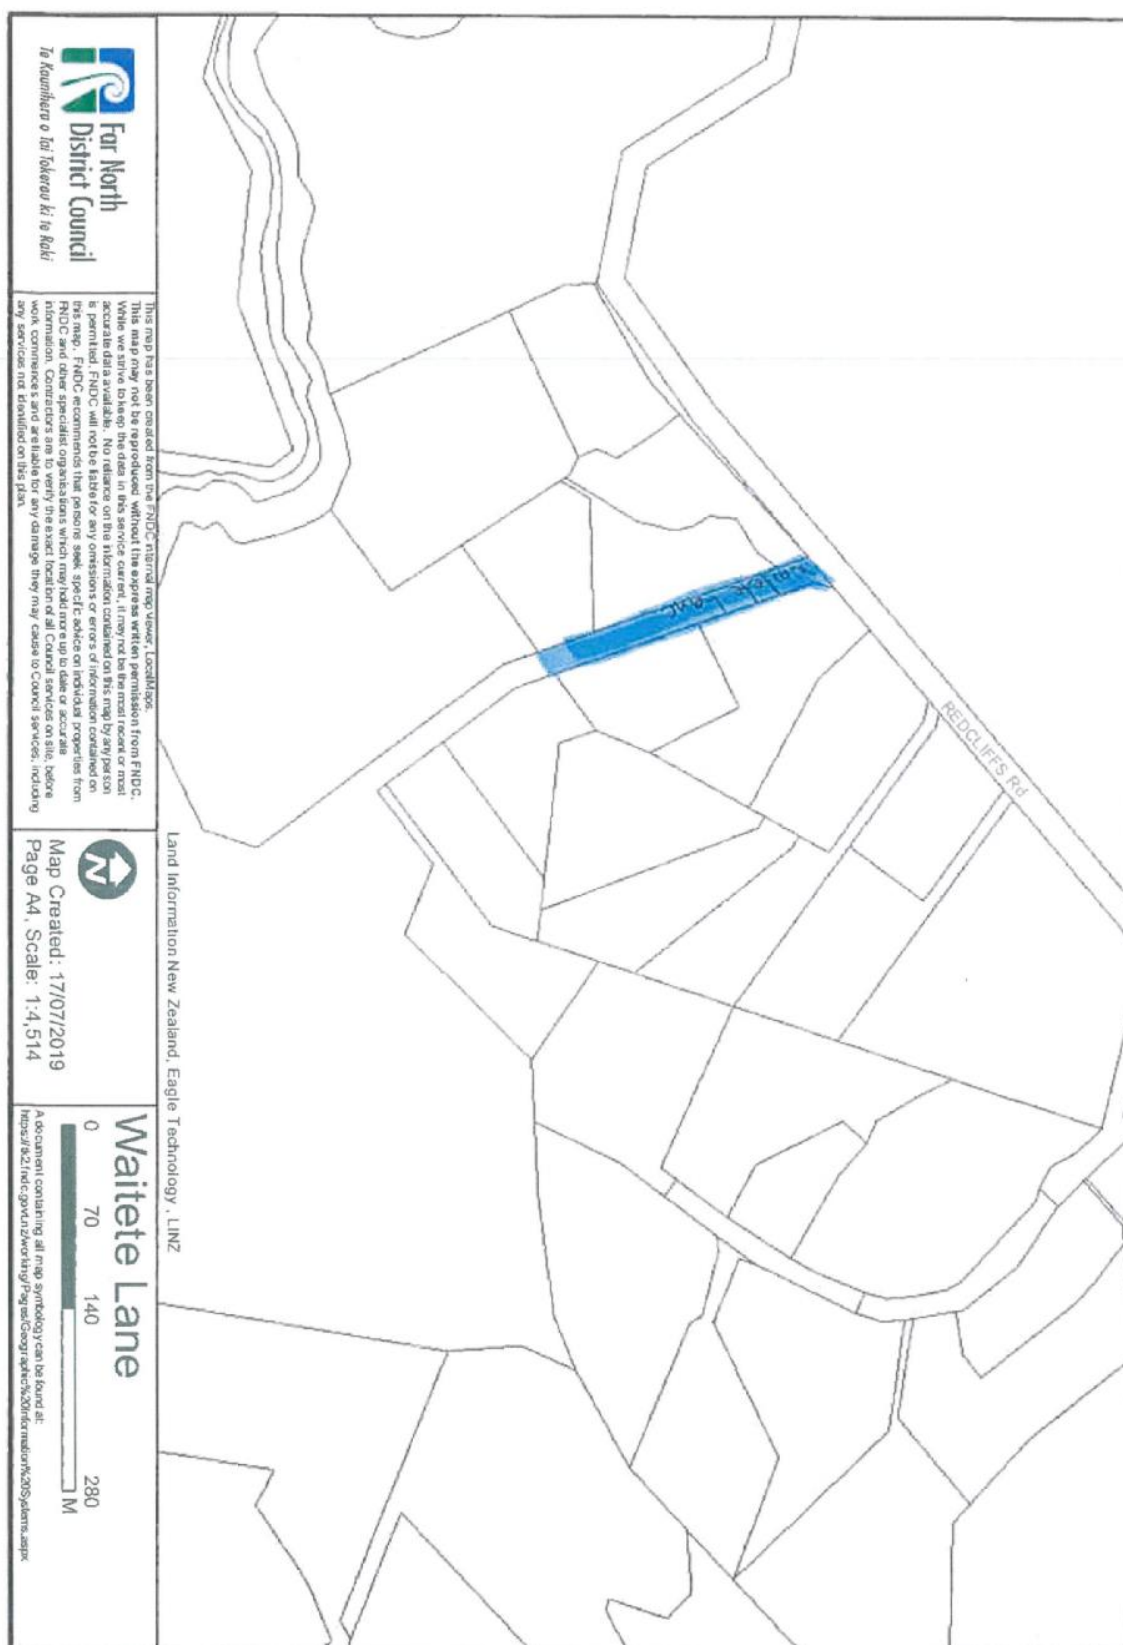 Waitete Lane
REDCLIFFS Rd
Land Information New Zealand, Eagle Technology, LINZ
Far North
District Council
Te Kaunihera o Tai Tokerau ki te Raki
This map has been created from the FNDC internal map viewer, LocalMaps.
This map may not be reproduced without the express written permission from FNDC.
While we strive to keep the data in this service current, it may not be the most recent or most
accurate data available. No reliance on the information contained on this map by any person
is permitted. FNDC will not be liable for any omissions or errors of information contained on
this map. FNDC recommends that persons seek specific advice on individual properties from
FNDC and other specialist organisations which may hold more up to date or accurate
information. Contractors are to verify the exact location of all Council services on site, before
work commences and are liable for any damage they may cause to Council services, including
any services not identified on this plan.
N
Map Created: 17/07/2019
Page A4, Scale: 1:4,514
Waitete Lane
0 70 140 280
M
A document containing all map symbology can be found at: